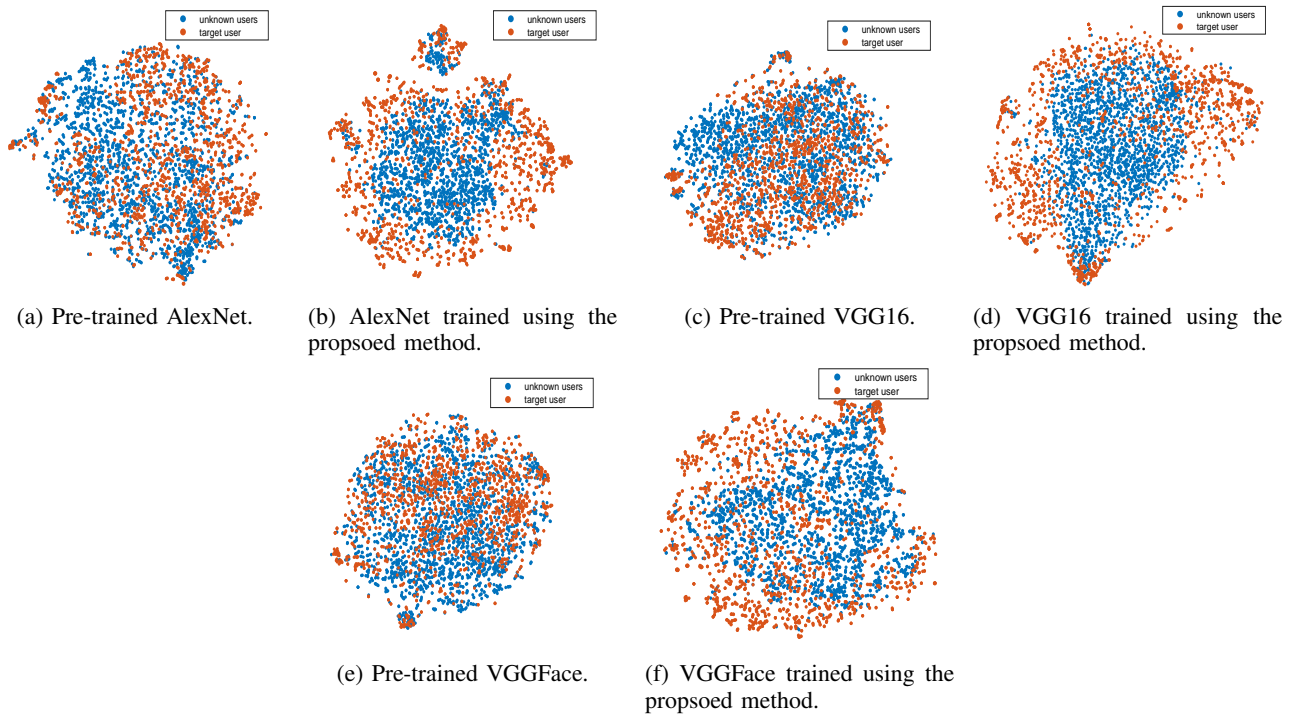 unknown users
target user
unknown users
target user
unknown users
target user
unknown users
target user
(a) Pre-trained AlexNet.
(b) AlexNet trained using the
propsoed method.
(c) Pre-trained VGG16.
(d) VGG16 trained using the
propsoed method.
unknown users
target user
unknown users
target user
(e) Pre-trained VGGFace.
(f) VGGFace trained using the
propsoed method.